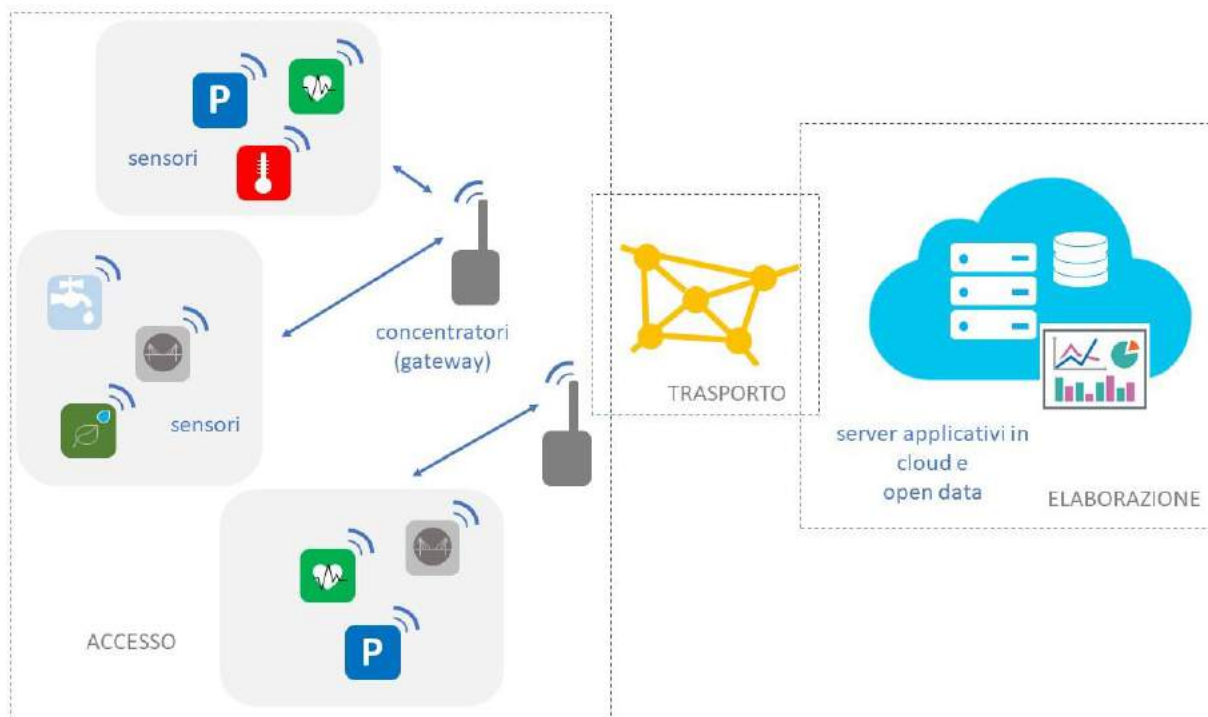 P
sensori
sensori
concentratori
(gateway)
P
ACCESSO
TRASPORTO
server applicativi in
cloud e
open data
ELABORAZIONE